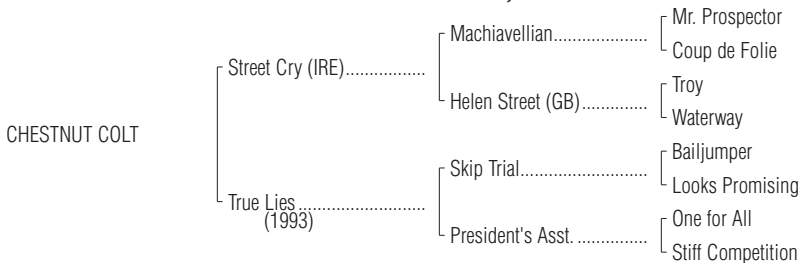 Mr. Prospector
Machiavellian....................
Coup de Folie
Street Cry (IRE).................
Troy
Helen Street (GB)..............
Waterway
CHESTNUT COLT
Bailjumper
Skip Trial...........................
Looks Promising
True Lies...........................
(1993)
One for All
President's Asst. ...............
Stiff Competition